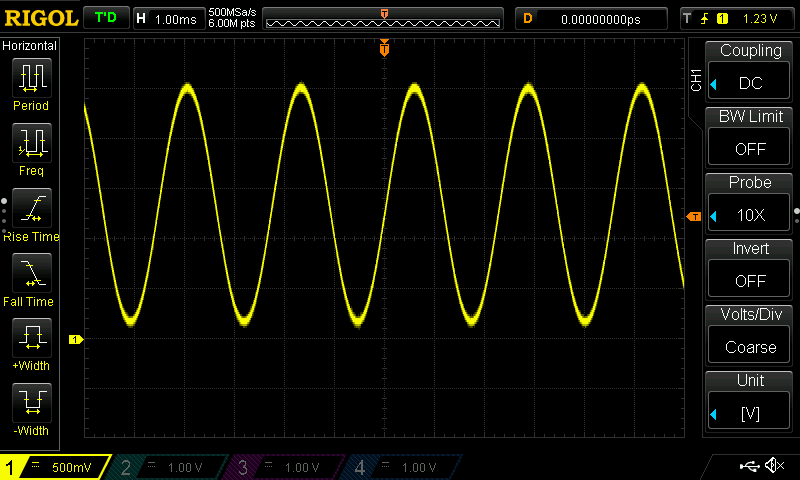 RIGOL T'D H 1.00ms 500MSa/s 6.00M pts T D 0.00000000ps T 1 1.23 V
Horizontal
Period
Freq
Rise Time
Fall Time
+Width
-Width
T
T
1
CH1
Coupling
DC
BW Limit
OFF
Probe
10X
Invert
OFF
Volts/Div
Coarse
Unit
[V]
1 500mV 2 1.00 V 3 1.00 V 4 1.00 V